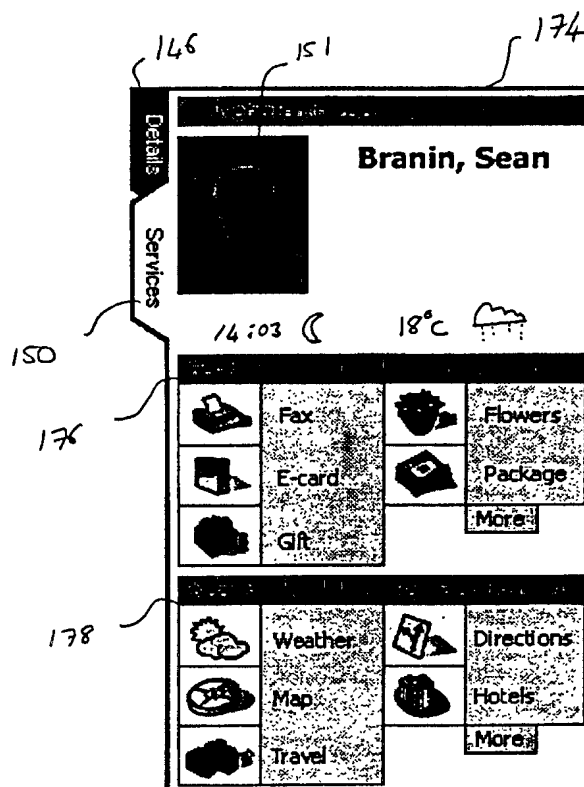 174
146
151
Details
Branin, Sean
Services
150
14:03 18°C
176
Fax Flowers
E-card Package
Gift More
178
Weather Directions
Map Hotels
Travel More